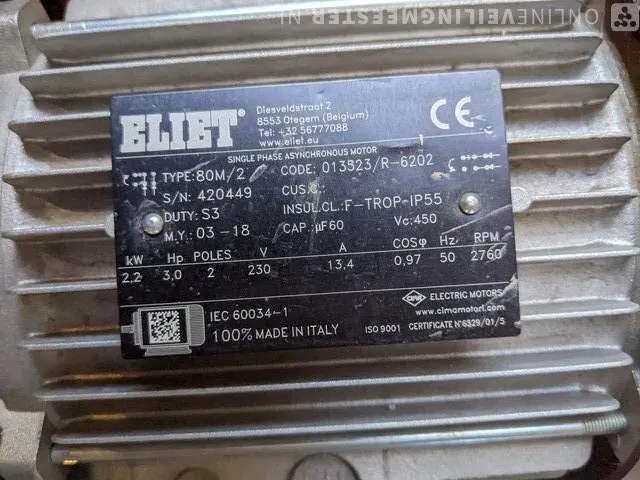 ONLINEVEILINGMEESTER.NL
ELIET®
Diesveldstraat 2
8553 Otegem (Belgium)
Tel: +32 56777088
www.eliet.eu
CE
SINGLE PHASE ASYNCHRONOUS MOTOR
TYPE: 80M/2 CODE: 013523/R-6202
S/N: 420449 CUS.C.:
DUTY: S3 INSUL.CL.: F-TROP-IP55
M.Y.: 03-18 CAP.: µF60 Vc: 450
kW Hp POLES V A COSφ Hz RPM
2,2 3,0 2 230 13,4 0,97 50 2760
CIMA ELECTRIC MOTORS
www.cimamotori.com
IEC 60034-1
100% MADE IN ITALY
ISO 9001 CERTIFICATE N°6329/01/S